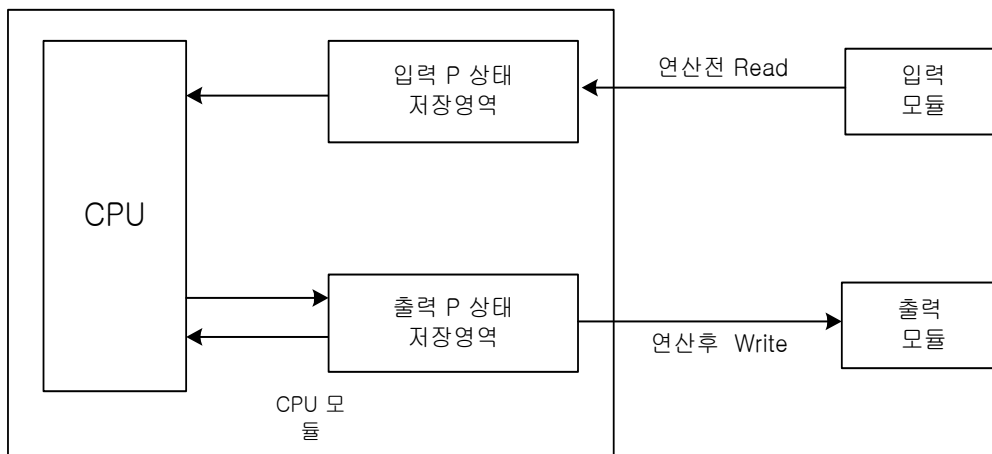 입력 P 상태
저장영역
연산전 Read
입력
모듈
CPU
출력 P 상태
저장영역
연산후 Write
출력
모듈
CPU 모
듈